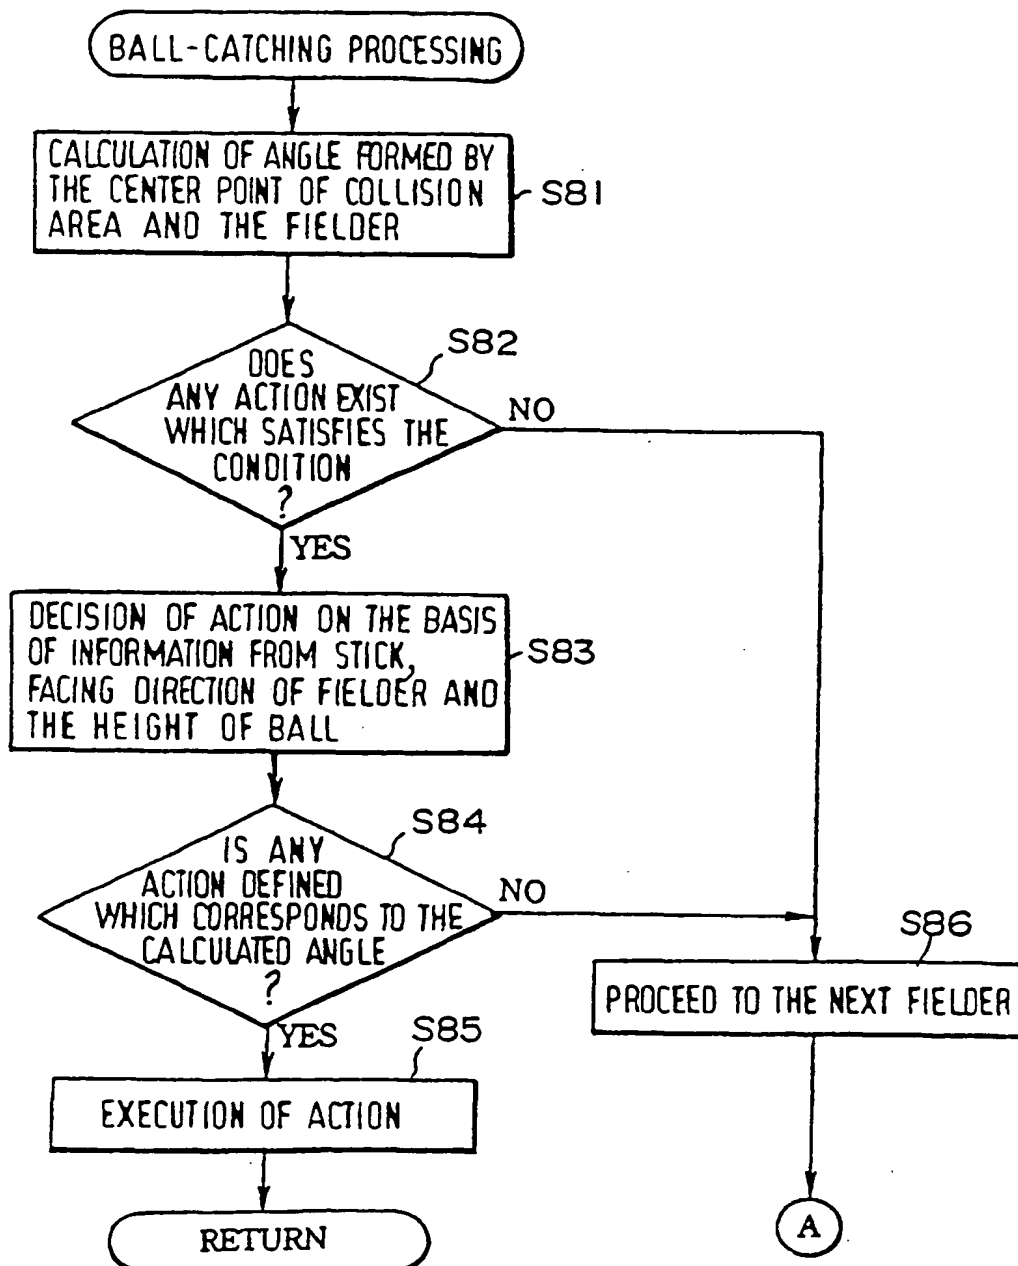 BALL-CATCHING PROCESSING
CALCULATION OF ANGLE FORMED BY
THE CENTER POINT OF COLLISION
AREA AND THE FIELDER
S81
S82
DOES
ANY ACTION EXIST
WHICH SATISFIES THE
CONDITION
?
NO
YES
DECISION OF ACTION ON THE BASIS
OF INFORMATION FROM STICK,
FACING DIRECTION OF FIELDER AND
THE HEIGHT OF BALL
S83
S84
IS ANY
ACTION DEFINED
WHICH CORRESPONDS TO THE
CALCULATED ANGLE
?
NO
YES
S85
EXECUTION OF ACTION
RETURN
S86
PROCEED TO THE NEXT FIELDER
A